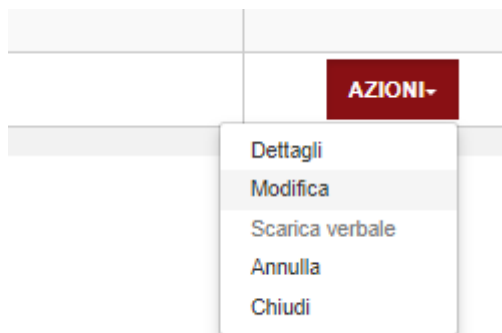 AZIONI
Dettagli
Modifica
Scarica verbale
Annulla
Chiudi